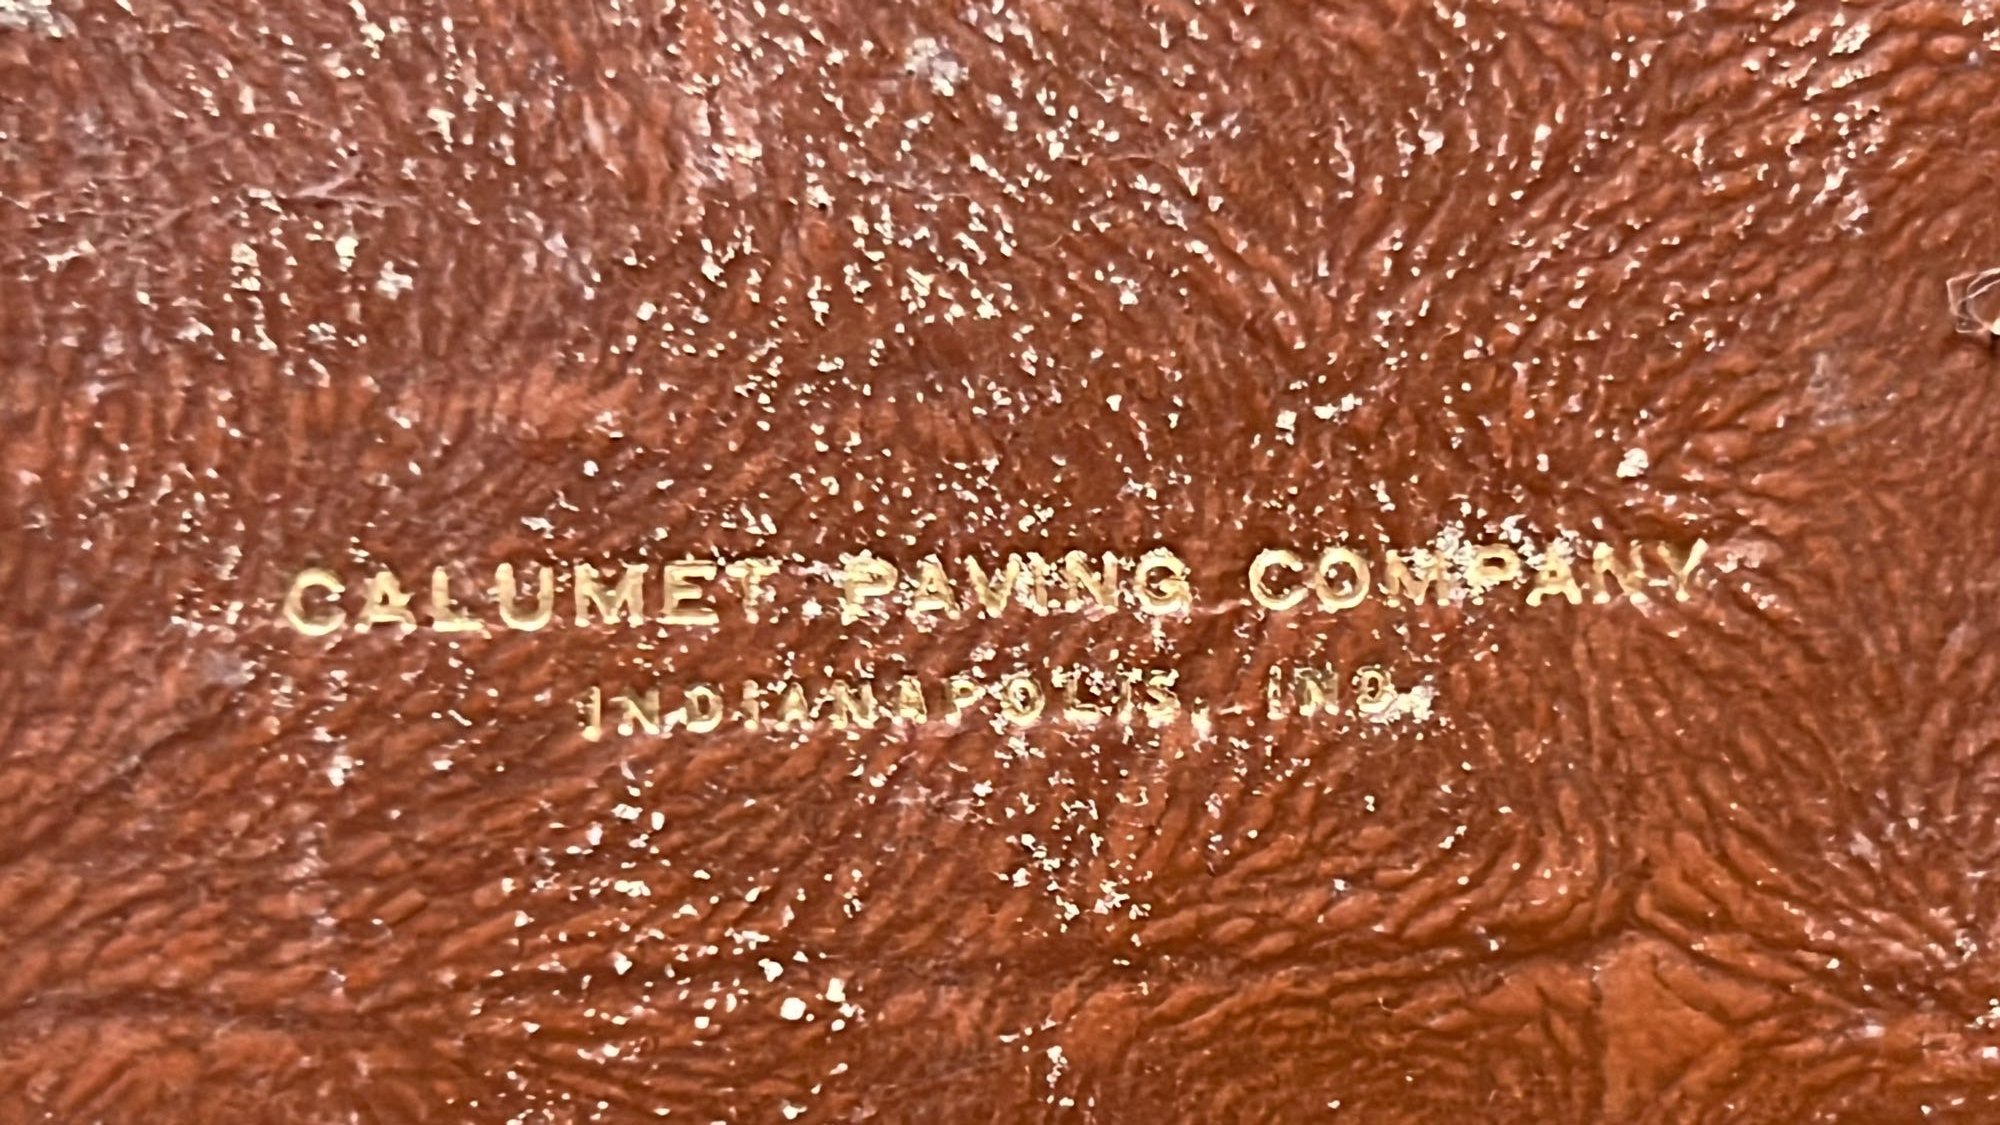 CALUMET PAVING COMPANY
INDIANAPOLIS, IND.